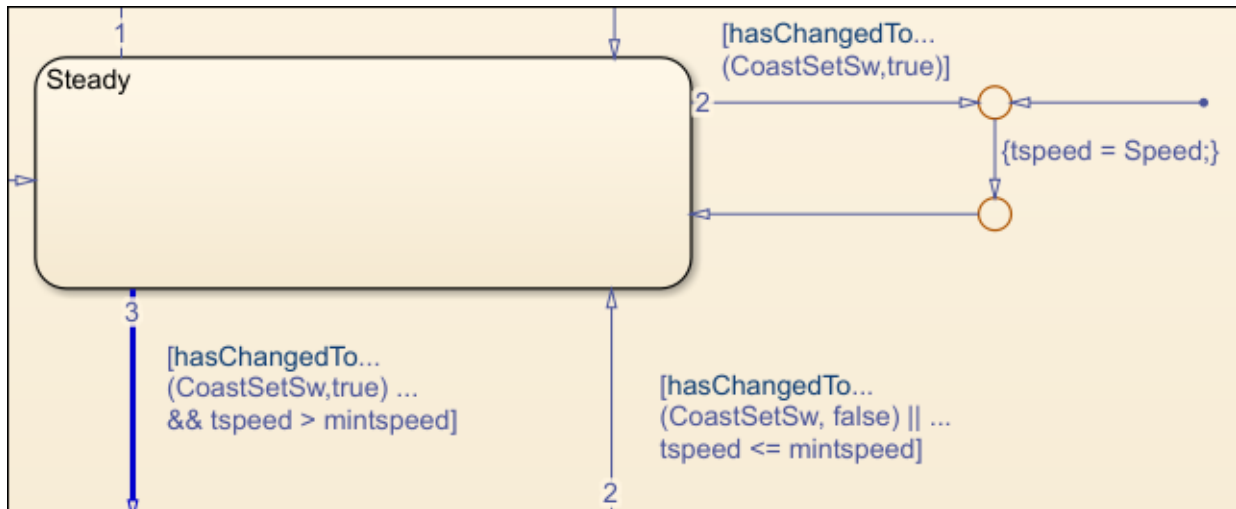 1
[hasChangedTo...
(CoastSetSw,true)]
Steady
2
{tspeed = Speed;}
3
[hasChangedTo...
(CoastSetSw,true) ...
&& tspeed > mintspeed]
[hasChangedTo...
(CoastSetSw, false) || ...
tspeed <= mintspeed]
2